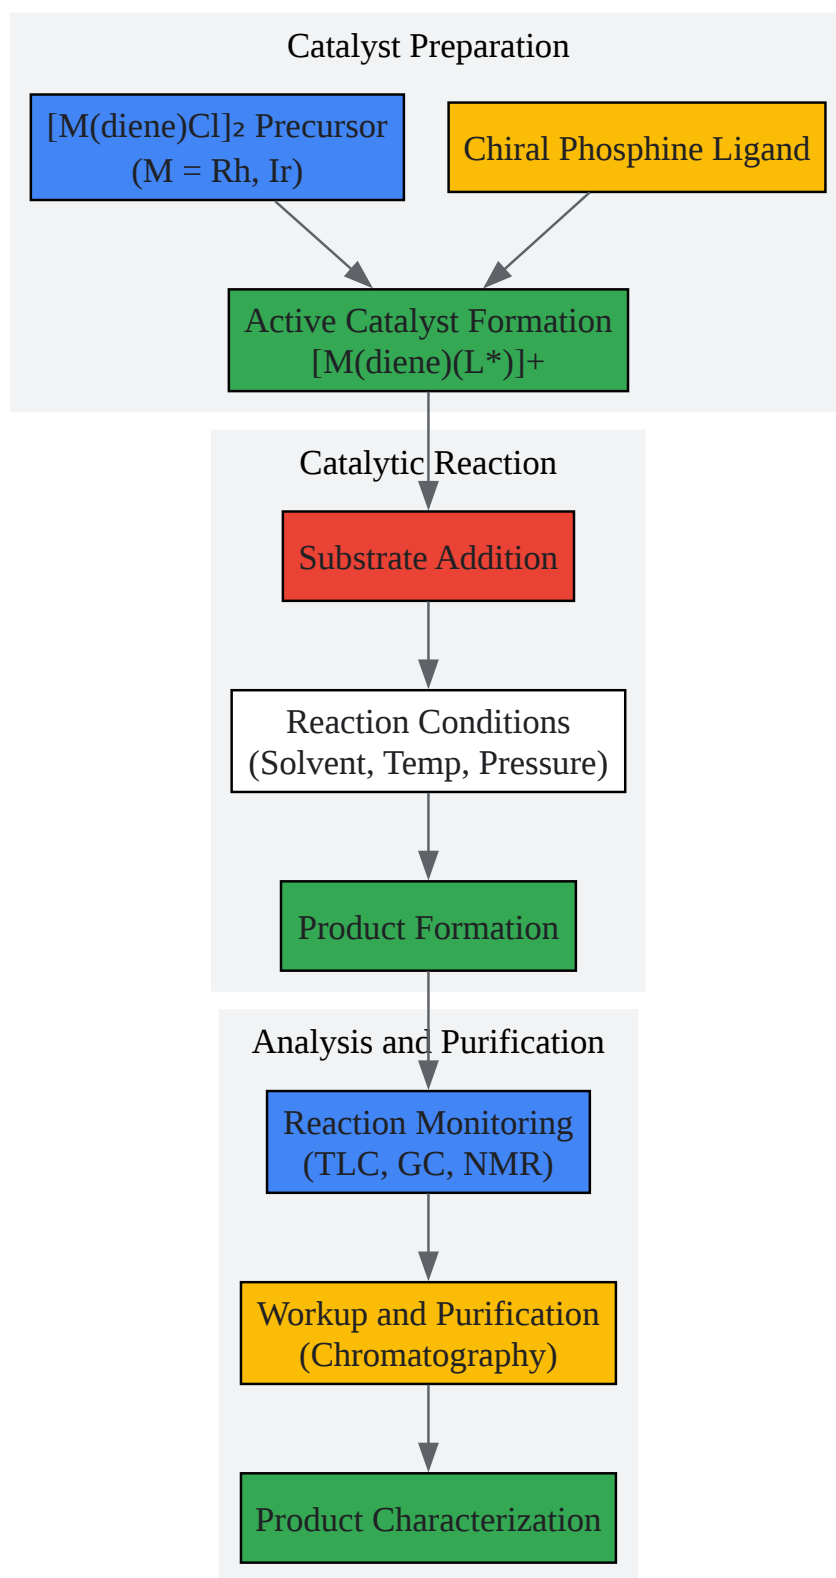 Catalyst Preparation
[M(diene)Cl]₂ Precursor
(M = Rh, Ir)
Chiral Phosphine Ligand
Active Catalyst Formation
[M(diene)(L*)]+
Catalytic Reaction
Substrate Addition
Reaction Conditions
(Solvent, Temp, Pressure)
Product Formation
Analysis and Purification
Reaction Monitoring
(TLC, GC, NMR)
Workup and Purification
(Chromatography)
Product Characterization